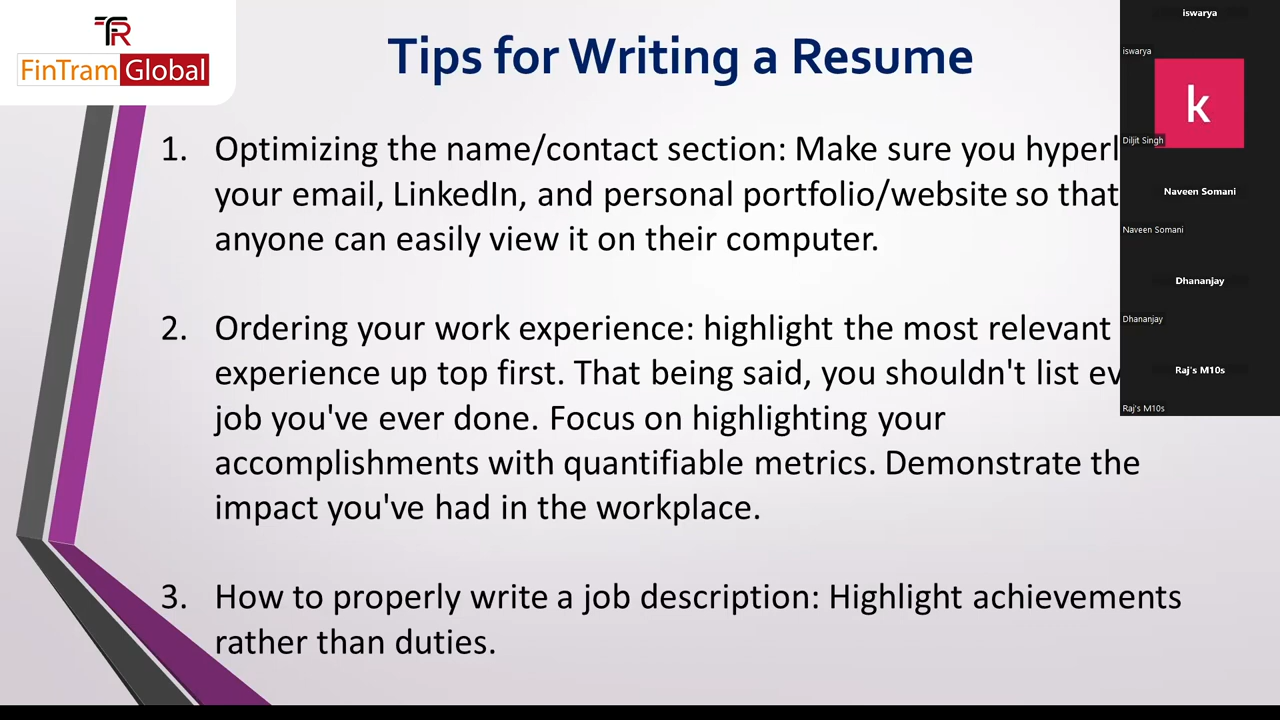 TR
FinTram Global
Tips for Writing a Resume
1. Optimizing the name/contact section: Make sure you hyperl
your email, LinkedIn, and personal portfolio/website so that
anyone can easily view it on their computer.
2. Ordering your work experience: highlight the most relevant
experience up top first. That being said, you shouldn't list ev
job you've ever done. Focus on highlighting your
accomplishments with quantifiable metrics. Demonstrate the
impact you've had in the workplace.
3. How to properly write a job description: Highlight achievements
rather than duties.
iswarya
iswarya
k
Diljit Singh
Naveen Somani
Naveen Somani
Dhananjay
Dhananjay
Raj's M10s
Raj's M10s